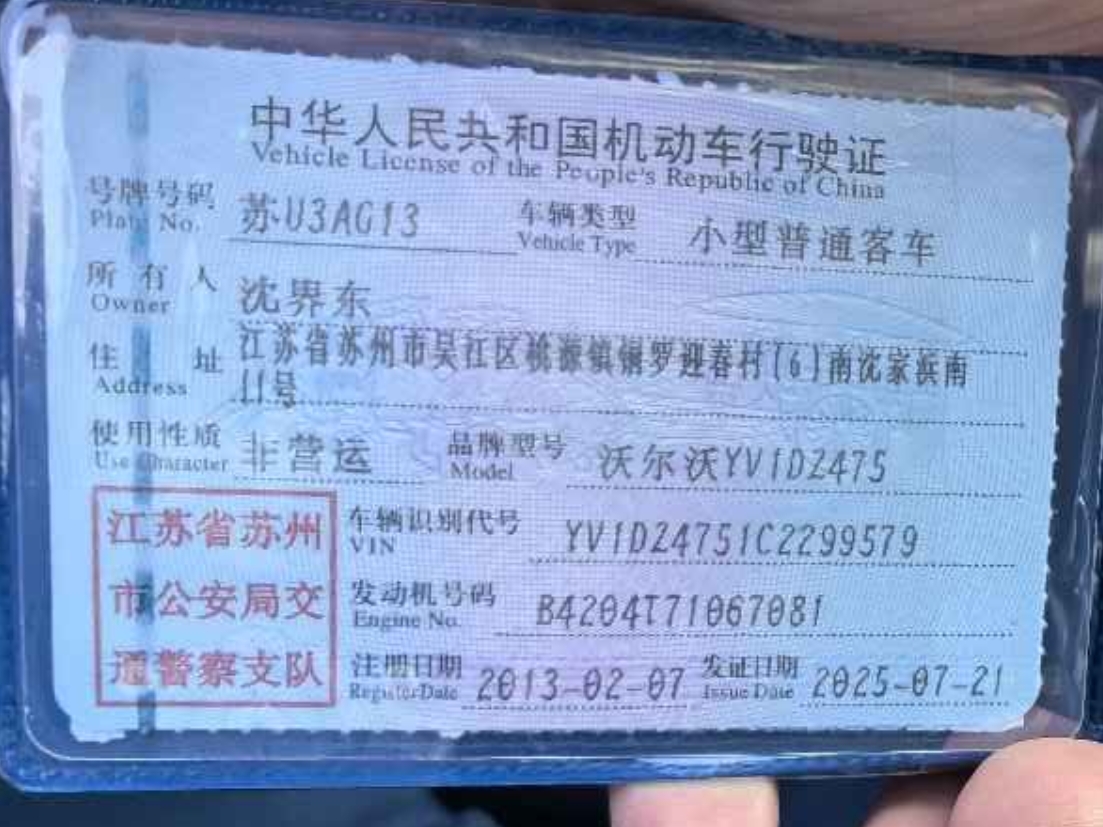 中华人民共和国机动车行驶证
Vehicle License of the People's Republic of China
号牌号码 苏U3AG13 车辆类型 小型普通客车
Plate No. Vehicle Type
所有人 沈界东
Owner
住址 江苏省苏州市吴江区桃源镇铜罗迎春村(6)南沈家浜南
Address 11号
使用性质 非营运 品牌型号 沃尔沃YV1DZ475
Use Character Model
江苏省苏州 车辆识别代号 YV1DZ4751C2299579
VIN
市公安局交 发动机号码 B4204T71067081
Engine No.
通警察支队 注册日期 2013-02-07 发证日期 2025-07-21
Register Date Issue Date